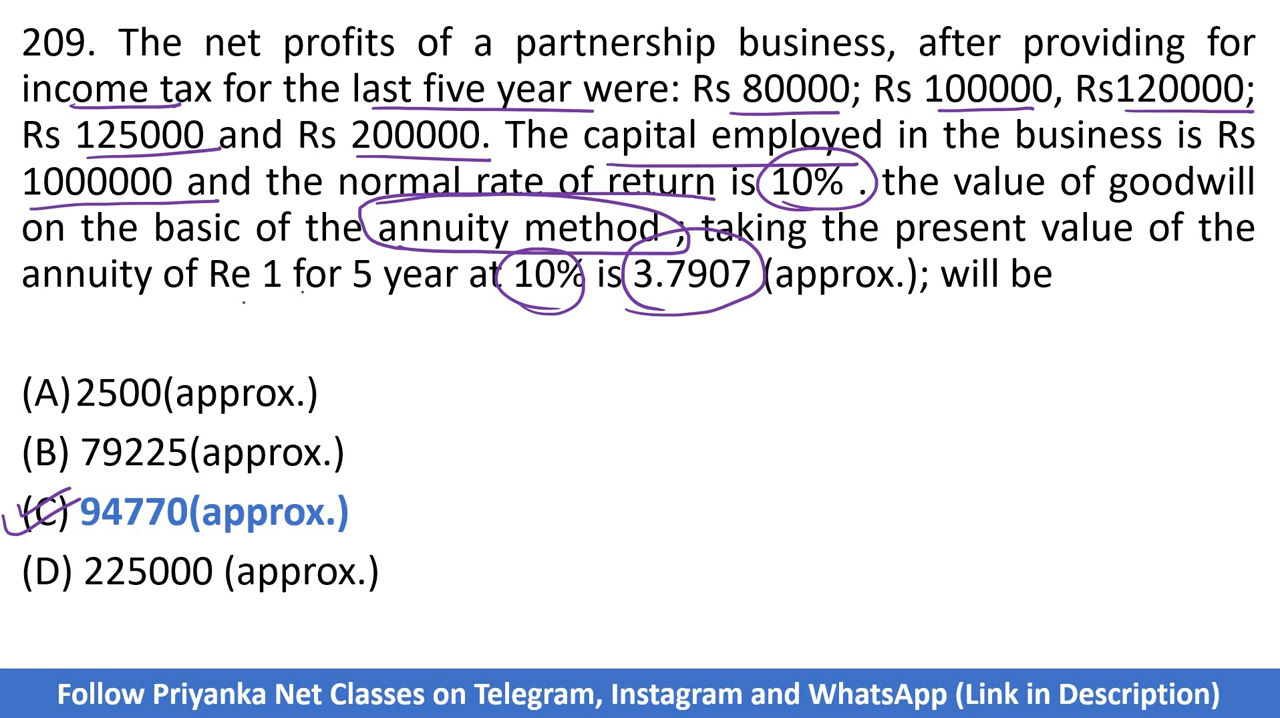 209. The net profits of a partnership business, after providing for
income tax for the last five year were: Rs 80000; Rs 100000, Rs120000;
Rs 125000 and Rs 200000. The capital employed in the business is Rs
1000000 and the normal rate of return is 10% . the value of goodwill
on the basic of the annuity method ; taking the present value of the
annuity of Re 1 for 5 year at 10% is 3.7907 (approx.); will be
(A) 2500(approx.)
(B) 79225(approx.)
(C) 94770(approx.)
(D) 225000 (approx.)
Follow Priyanka Net Classes on Telegram, Instagram and WhatsApp (Link in Description)